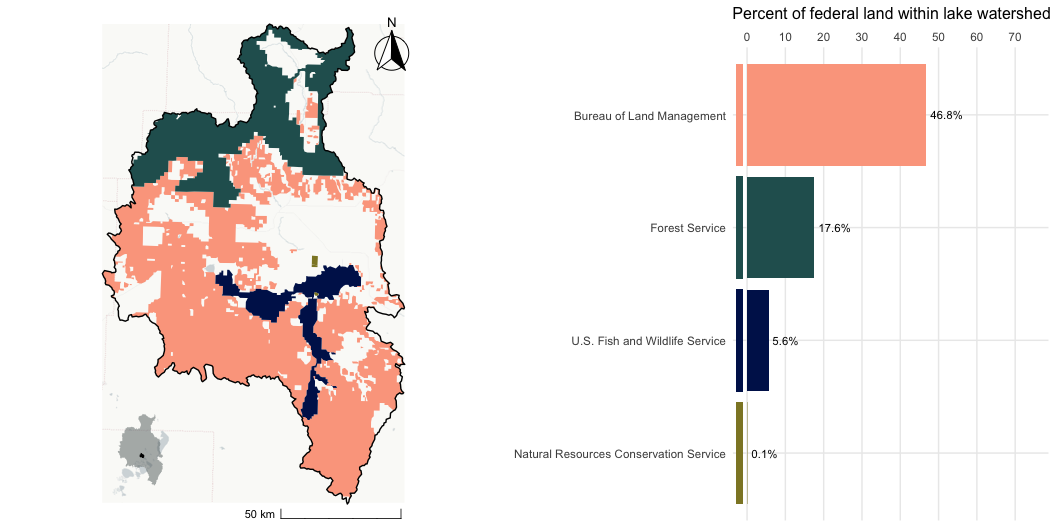 N
50 km
Percent of federal land within lake watershed
0 10 20 30 40 50 60 70
Bureau of Land Management 46.8%
Forest Service 17.6%
U.S. Fish and Wildlife Service 5.6%
Natural Resources Conservation Service 0.1%